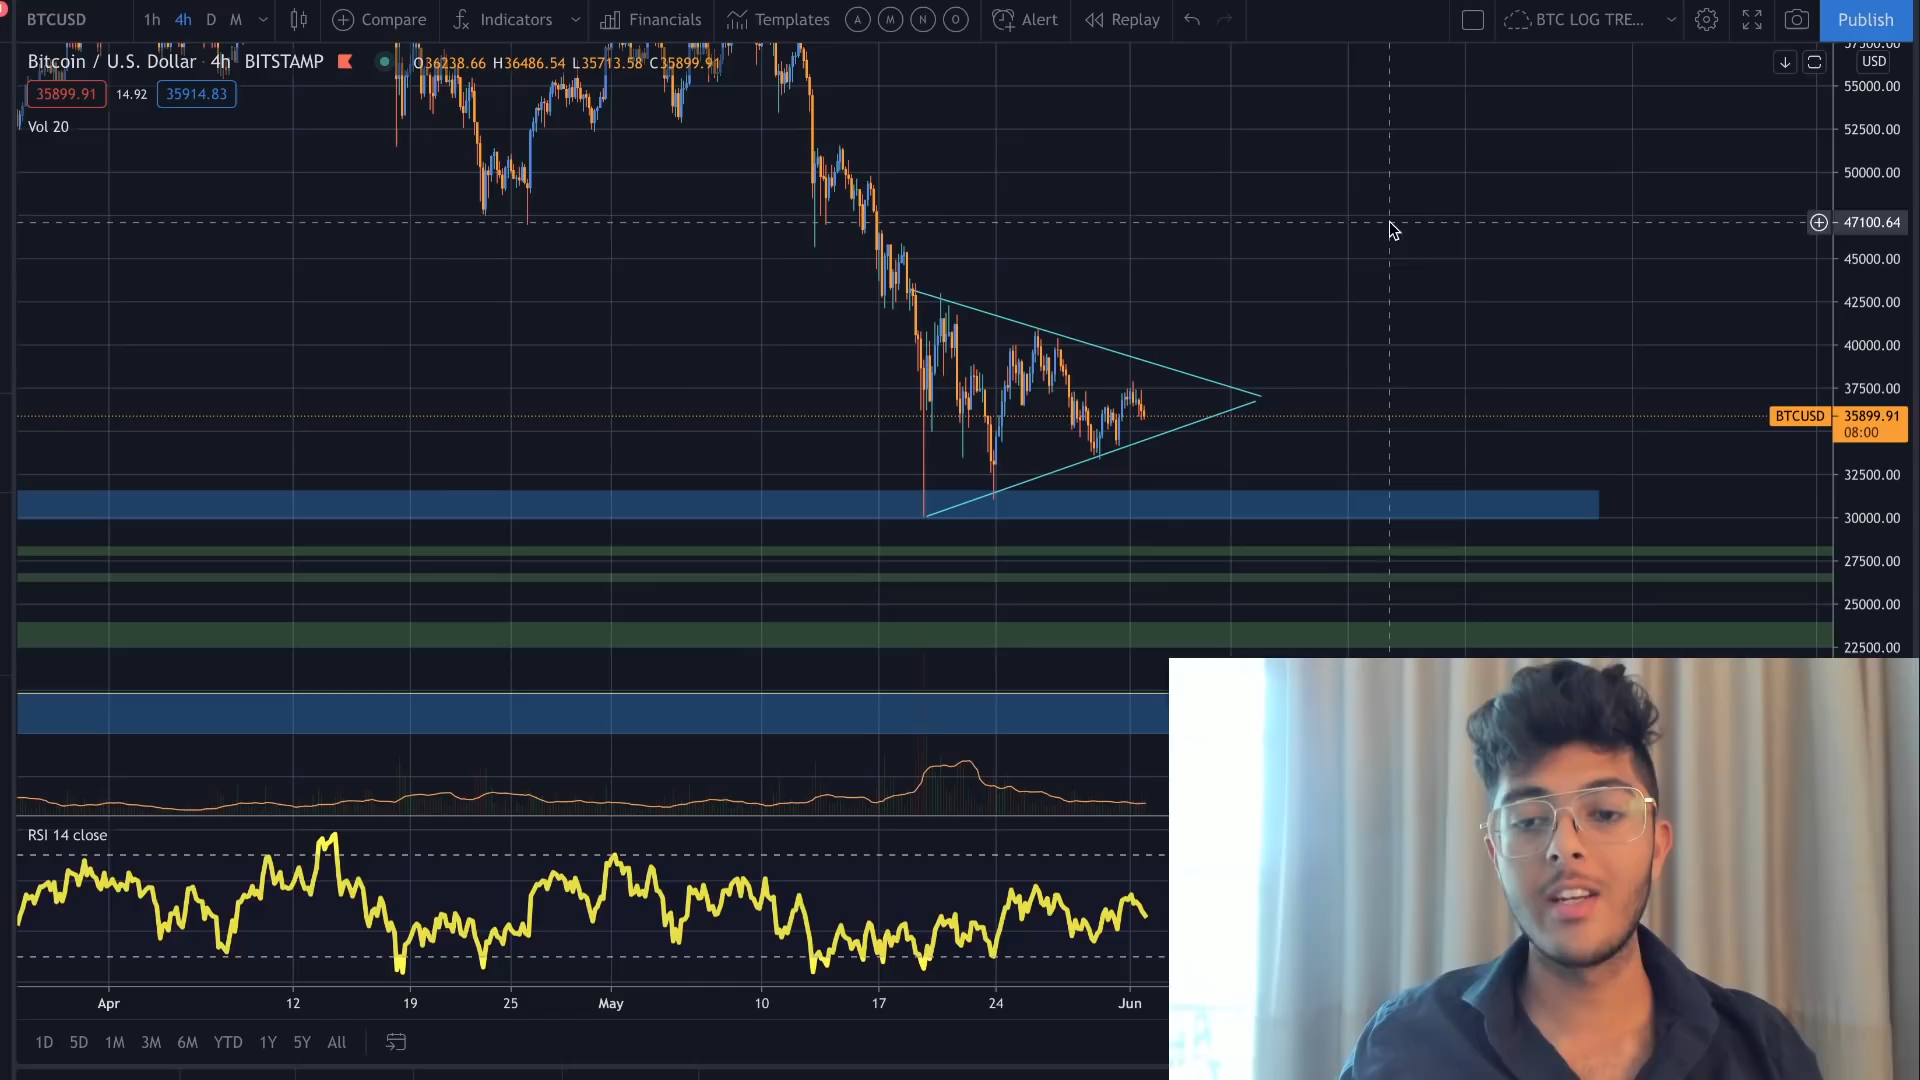 BTCUSD 1h 4h D M Compare Indicators Financials Templates A M N O Alert Replay BTC LOG TRE... Publish
Bitcoin / U.S. Dollar · 4h · BITSTAMP O36238.66 H36486.54 L35713.58 C35899.91
USD
35899.91 14.92 35914.83
Vol 20
57500.00
55000.00
52500.00
50000.00
47100.64
45000.00
42500.00
40000.00
37500.00
BTCUSD 35899.91
08:00
32500.00
30000.00
27500.00
25000.00
22500.00
RSI 14 close
Apr 12 19 25 May 10 17 24 Jun
1D 5D 1M 3M 6M YTD 1Y 5Y All